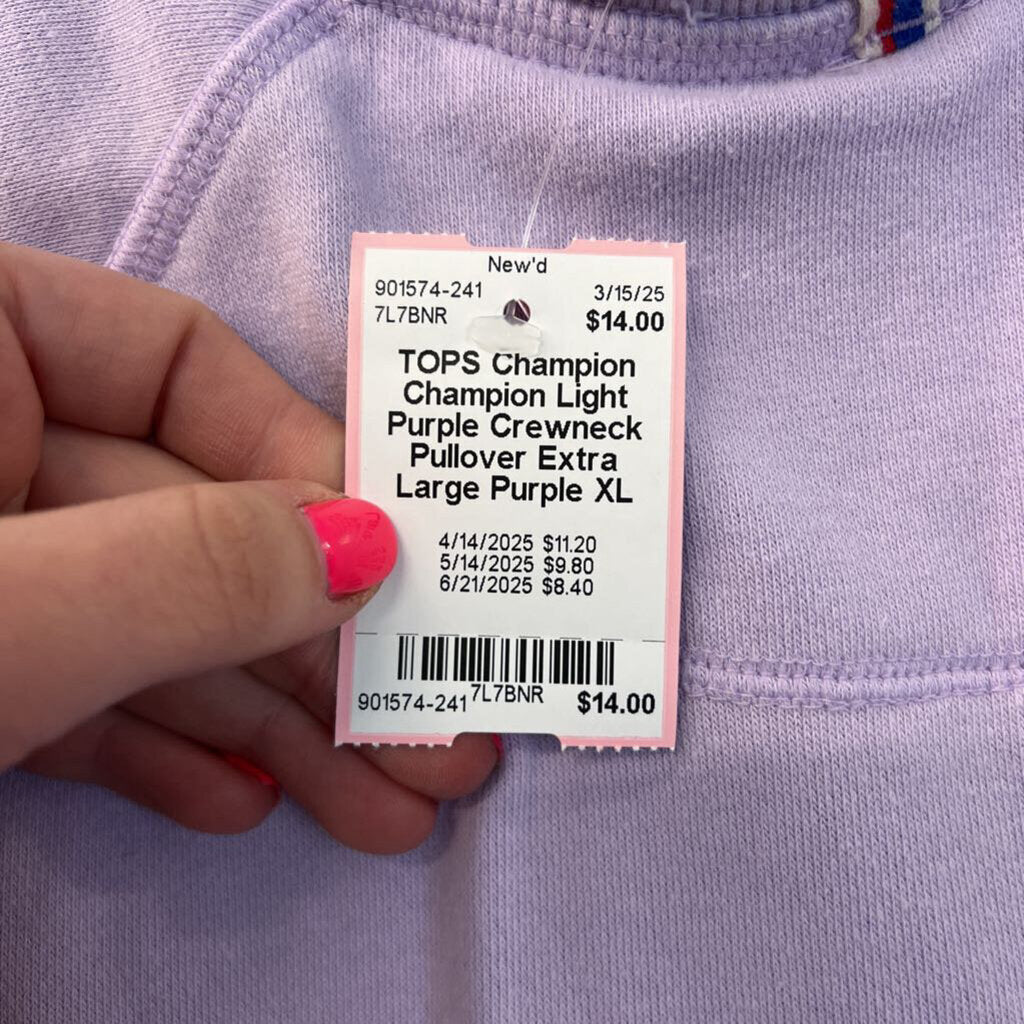 New'd
901574-241 3/15/25
7L7BNR $14.00
TOPS Champion
Champion Light
Purple Crewneck
Pullover Extra
Large Purple XL
4/14/2025 $11.20
5/14/2025 $9.80
6/21/2025 $8.40
901574-241 7L7BNR $14.00